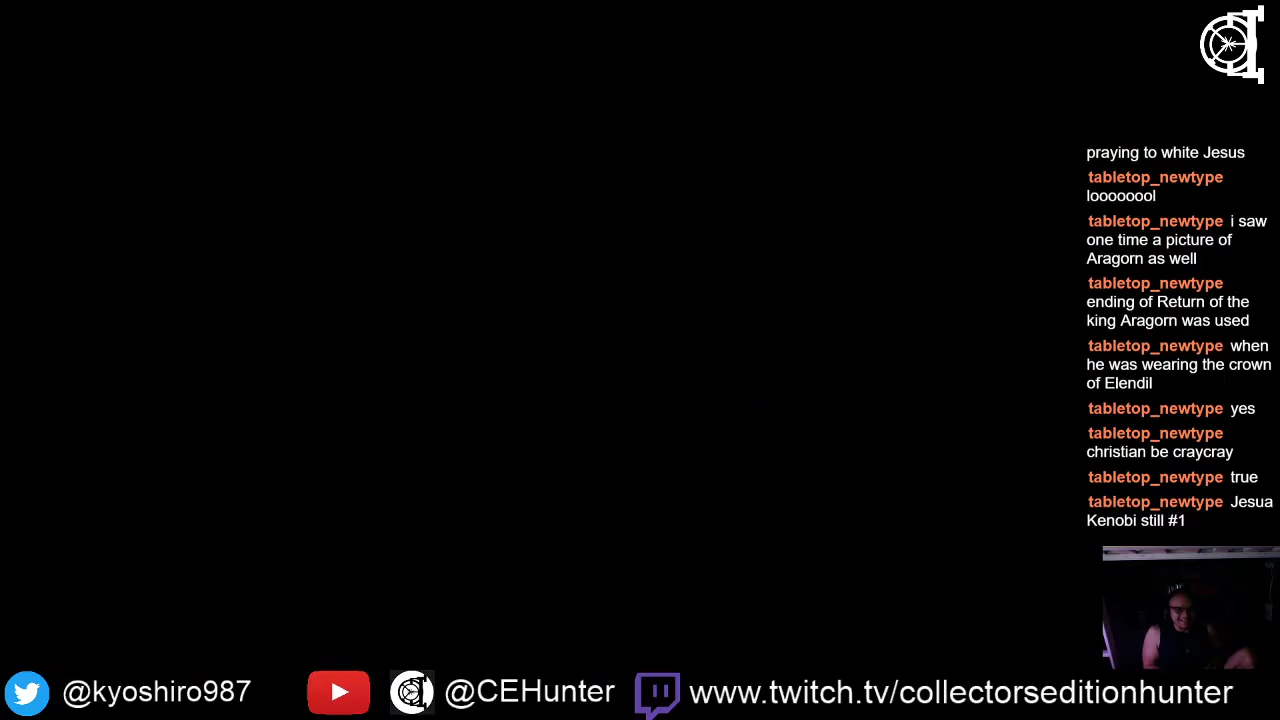 praying to white Jesus
tabletop_newtype
looooool
tabletop_newtype i saw
one time a picture of
Aragorn as well
tabletop_newtype
ending of Return of the
king Aragorn was used
tabletop_newtype when
he was wearing the crown
of Elendil
tabletop_newtype yes
tabletop_newtype
christian be craycray
tabletop_newtype true
tabletop_newtype Jesua
Kenobi still #1
@kyoshiro987 @CEHunter www.twitch.tv/collectorseditionhunter